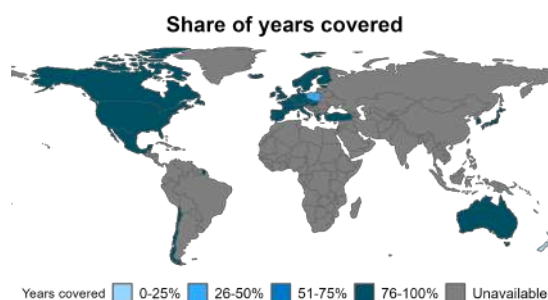 Share of years covered
Years covered 0-25% 26-50% 51-75% 76-100% Unavailable